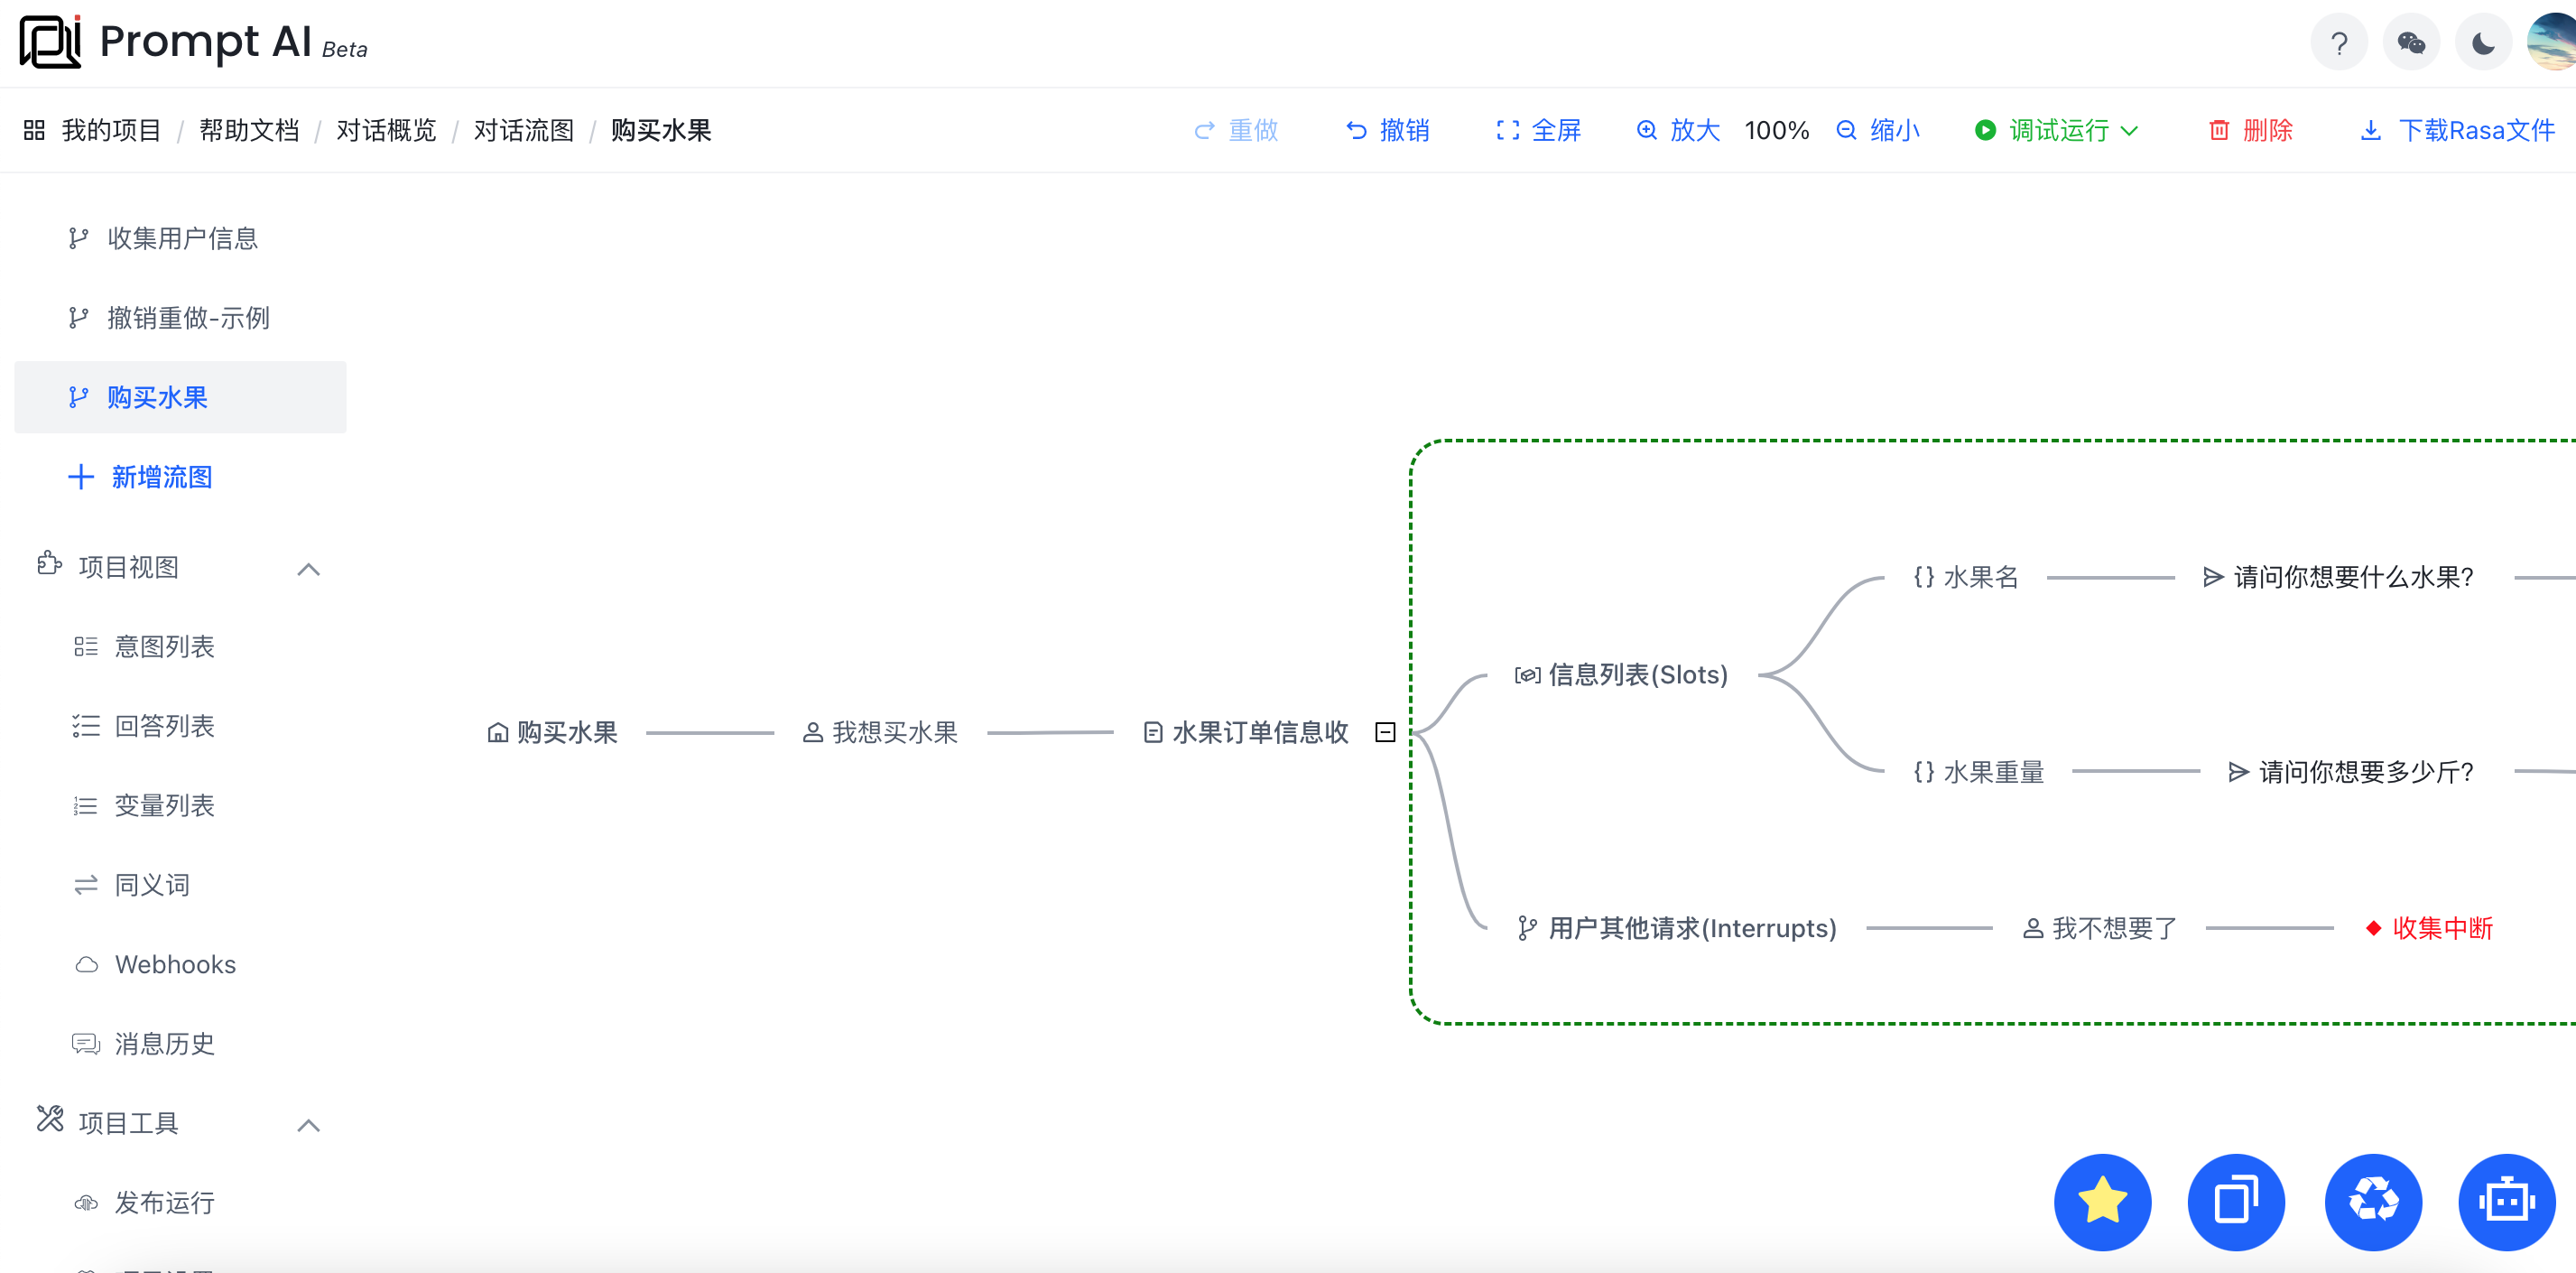 Prompt AI Beta
我的项目 / 帮助文档 / 对话概览 / 对话流图 / 购买水果
重做 撤销 全屏 放大 100% 缩小 调试运行 删除 下载Rasa文件
收集用户信息
撤销重做-示例
购买水果
新增流图
项目视图
意图列表
回答列表
变量列表
同义词
Webhooks
消息历史
项目工具
发布运行
购买水果
我想买水果
水果订单信息收
信息列表(Slots)
{} 水果名
请问你想要什么水果?
{} 水果重量
请问你想要多少斤?
用户其他请求(Interrupts)
我不想要了
收集中断